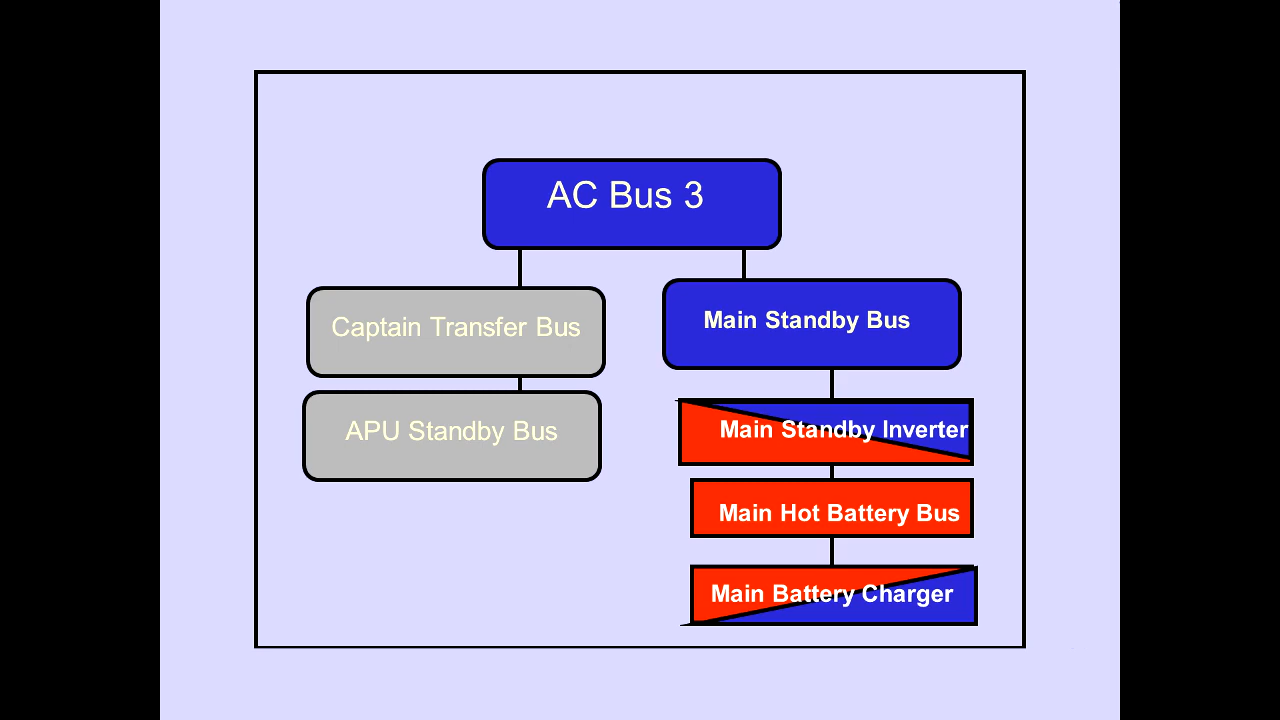 AC Bus 3
Captain Transfer Bus
Main Standby Bus
APU Standby Bus
Main Standby Inverter
Main Hot Battery Bus
Main Battery Charger